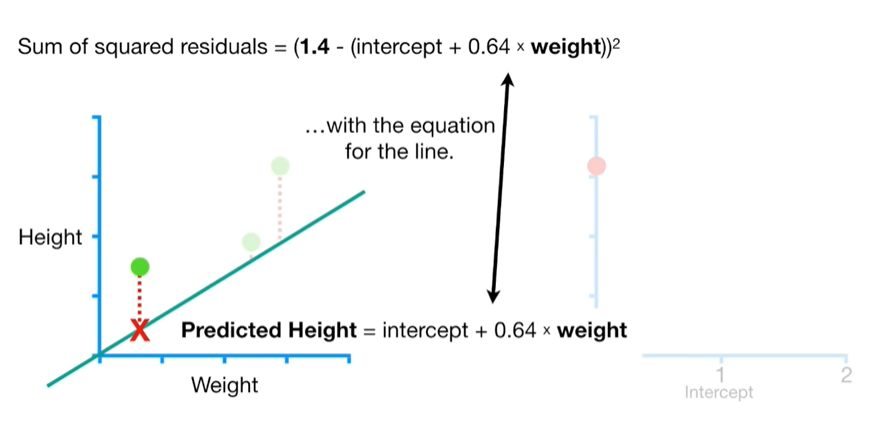 Sum of squared residuals = (1.4 - (intercept + 0.64 × weight))²
…with the equation
for the line.
Height
X
Predicted Height = intercept + 0.64 × weight
Weight
1
2
Intercept